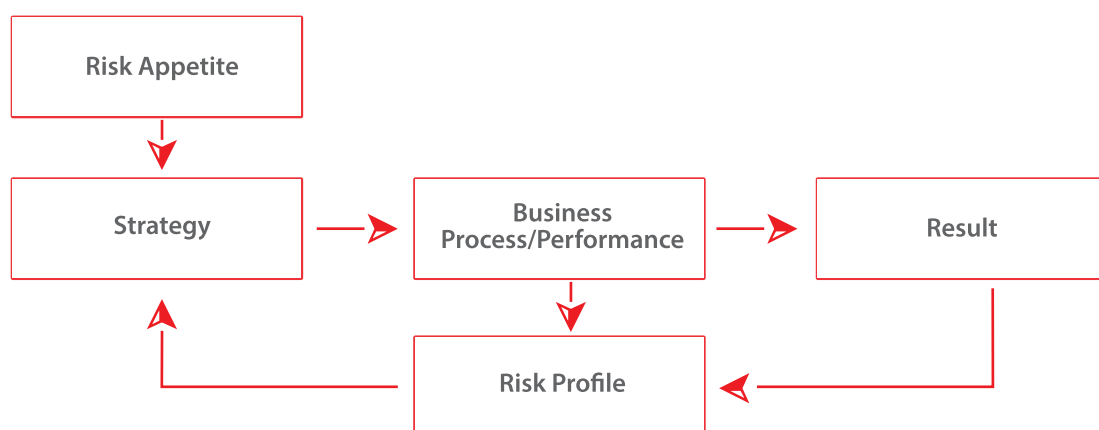 Risk Appetite
Strategy
Business
Process/Performance
Result
Risk Profile